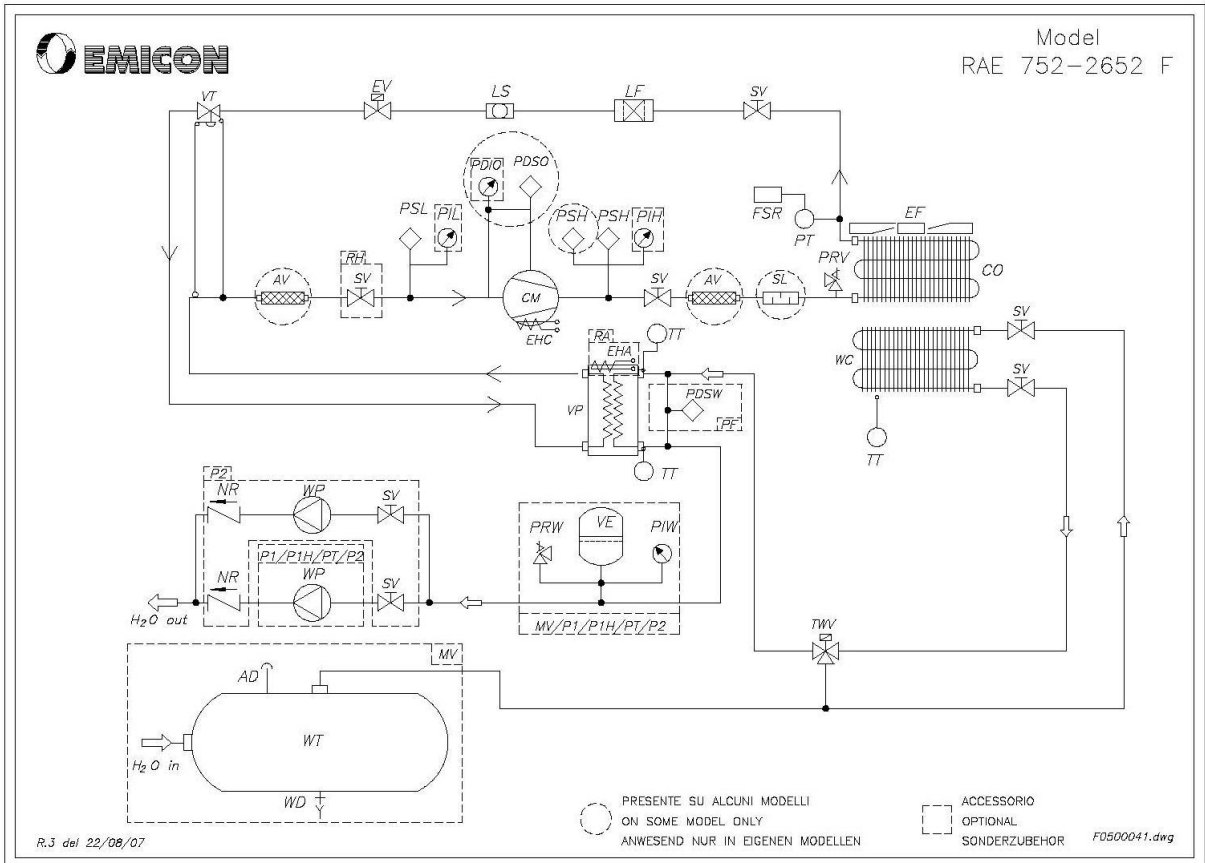 EMICON
Model
RAE 752-2652 F
VT
EV
LS
LF
SV
PDIO
PDSO
FSR
PT
EF
PSL
PIL
PSH
PSH
PIH
PRV
CO
AV
RH
SV
CM
EHC
SV
AV
SL
RA
EHA
TT
WC
SV
SV
VP
PDSW
PF
TT
TT
P2
NR
WP
SV
PRW
VE
PIW
P1/P1H/PT/P2
NR
WP
SV
H2O out
MV/P1/P1H/PT/P2
TWV
MV
AD
WT
H2O in
WD
PRESENTE SU ALCUNI MODELLI
ON SOME MODEL ONLY
ANWESEND NUR IN EIGENEN MODELLEN
ACCESSORIO
OPTIONAL
SONDERZUBEHOR
R.3 del 22/08/07
F0500041.dwg